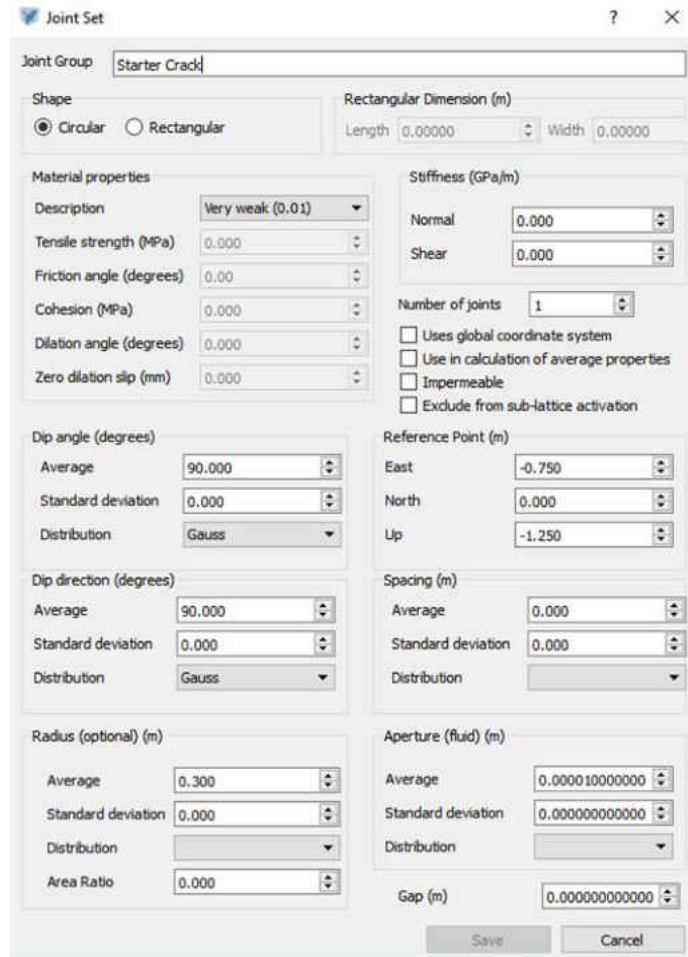 Joint Set ? ×
Joint Group Starter Crack
Shape
Circular Rectangular
Rectangular Dimension (m)
Length 0.00000 Width 0.00000
Material properties
Description Very weak (0.01)
Tensile strength (MPa) 0.000
Friction angle (degrees) 0.00
Cohesion (MPa) 0.000
Dilation angle (degrees) 0.000
Zero dilation slip (mm) 0.000
Stiffness (GPa/m)
Normal 0.000
Shear 0.000
Number of joints 1
Uses global coordinate system
Use in calculation of average properties
Impermeable
Exclude from sub-lattice activation
Dip angle (degrees)
Average 90.000
Standard deviation 0.000
Distribution Gauss
Reference Point (m)
East -0.750
North 0.000
Up -1.250
Dip direction (degrees)
Average 90.000
Standard deviation 0.000
Distribution Gauss
Spacing (m)
Average 0.000
Standard deviation 0.000
Distribution
Radius (optional) (m)
Average 0.300
Standard deviation 0.000
Distribution
Area Ratio 0.000
Aperture (fluid) (m)
Average 0.000010000000
Standard deviation 0.000000000000
Distribution
Gap (m) 0.000000000000
Save Cancel